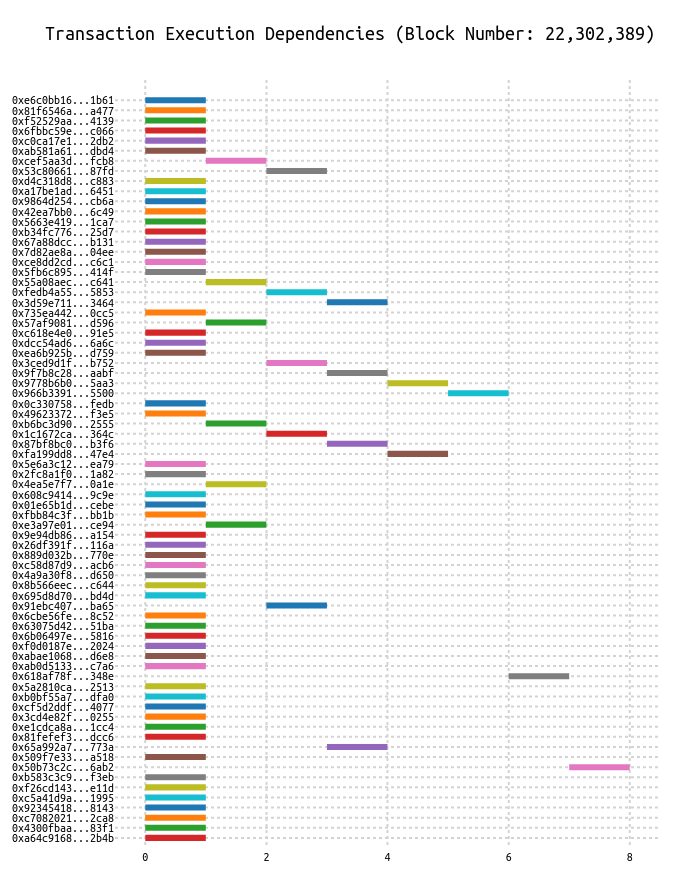 Transaction Execution Dependencies (Block Number: 22,302,389)
0xe6c0bb16...1b61
0x81f6546a...a477
0xf52529aa...4139
0x6fbbc59e...c066
0xc0ca17e1...2db2
0xab581a61...dbd4
0xcef5aa3d...fcb8
0x53c80661...87fd
0xd4c318d8...c883
0xa17be1ad...6451
0x9864d254...cb6a
0x42ea7bb0...6c49
0x5663e419...1ca7
0xb34fc776...25d7
0x67a88dcc...b131
0x7d82ae8a...04ee
0xce8dd2cd...c6c1
0x5fb6c895...414f
0x55a08aec...c641
0xfedb4a55...5853
0x3d59e711...3464
0x735ea442...0cc5
0x57af9081...d596
0xc618e4e0...91e5
0xdcc54ad6...6a6c
0xea6b925b...d759
0x3ced9d1f...b752
0x9f7b8c28...aabf
0x9778b6b0...5aa3
0x966b3391...5500
0x0c330758...fedb
0x49623372...f3e5
0xb6bc3d90...2555
0x1c1672ca...364c
0x87bf8bc0...b3f6
0xfa199dd8...47e4
0x5e6a3c12...ea79
0x2fc8a1f0...1a82
0x4ea5e7f7...0a1e
0x608c9414...9c9e
0x01e65b1d...cebe
0xfbb84c3f...bb1b
0xe3a97e01...ce94
0x9e94db86...a154
0x26df391f...116a
0x889d032b...770e
0xc58d87d9...acb6
0x4a9a30f8...d650
0x8b566eec...c644
0x695d8d70...bd4d
0x91ebc407...ba65
0x6cbe56fe...8c52
0x63075d42...51ba
0x6b06497e...5816
0xf0d0187e...2024
0xabae1068...d6e8
0xab0d5133...c7a6
0x618af78f...348e
0x5a2810ca...2513
0xb0bf55a7...dfa0
0xcf5d2ddf...4077
0x3cd4e82f...0255
0xe1cdca8a...1cc4
0x81fefef3...dcc6
0x65a992a7...773a
0x509f7e33...a518
0x50b73c2c...6ab2
0xb583c3c9...f3eb
0xf26cd143...e11d
0xc5a41d9a...1995
0x92345418...8143
0xc7082021...2ca8
0x4300fbaa...83f1
0xa64c9168...2b4b
0 2 4 6 8